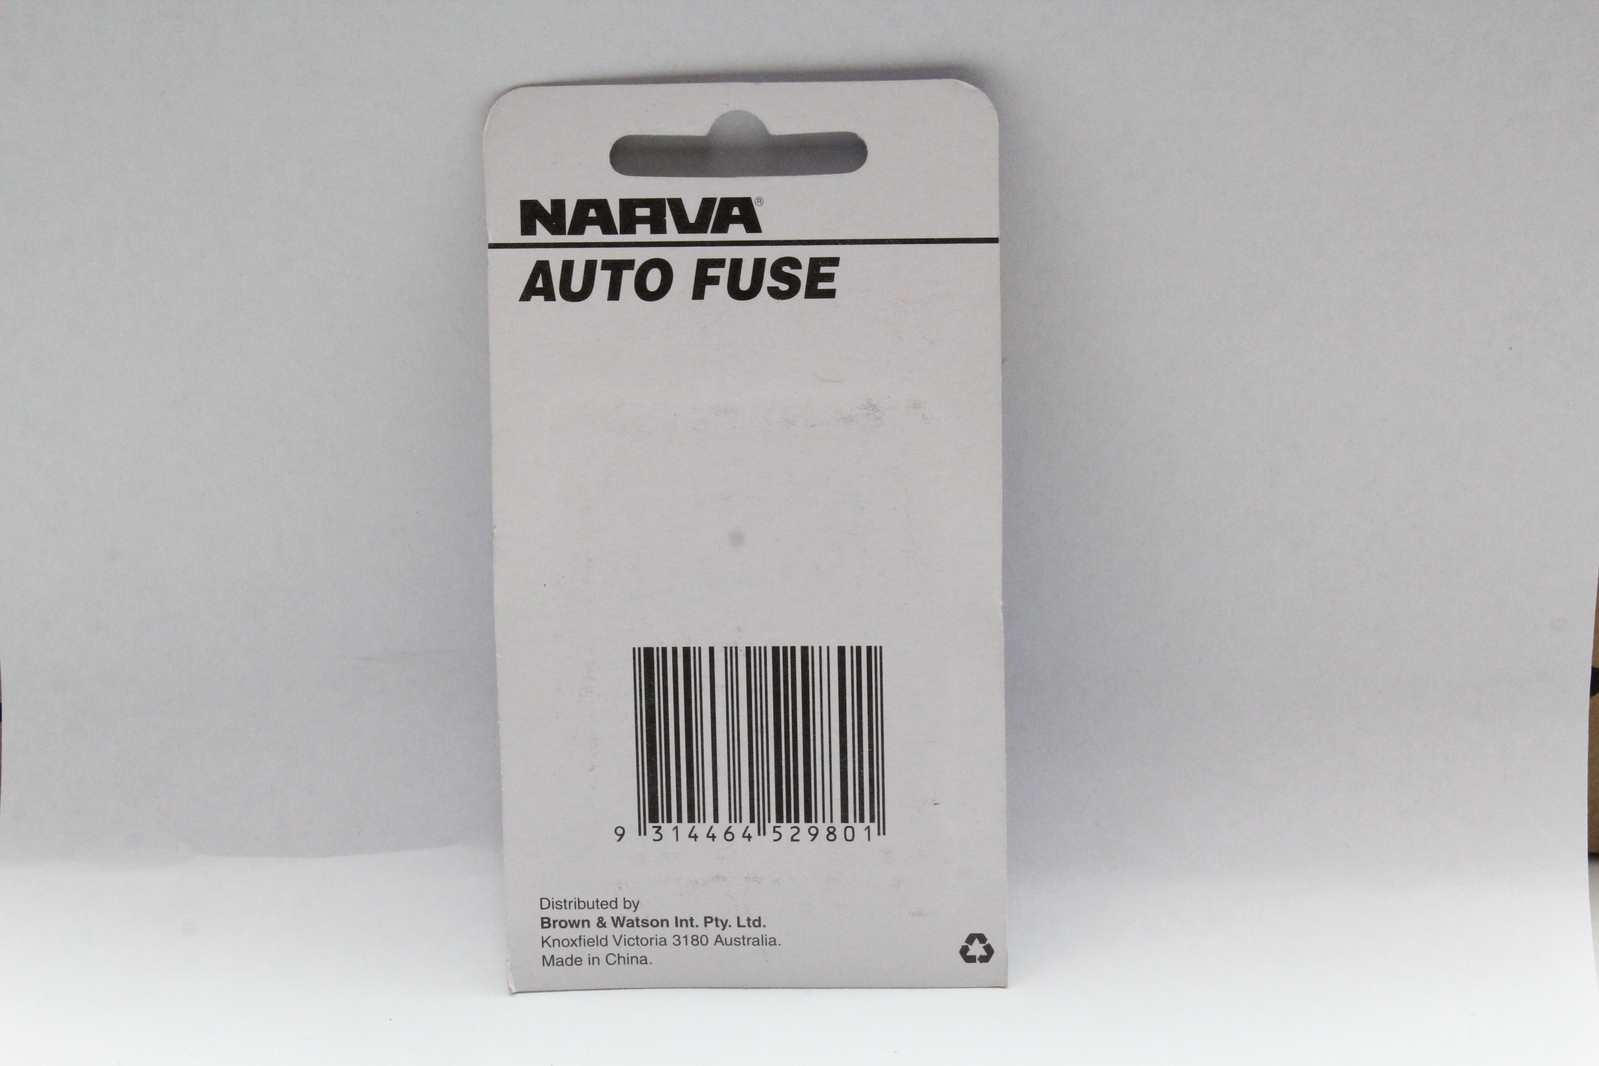 NARVA®
AUTO FUSE
9 314464 529801
Distributed by
Brown & Watson Int. Pty. Ltd.
Knoxfield Victoria 3180 Australia.
Made in China.